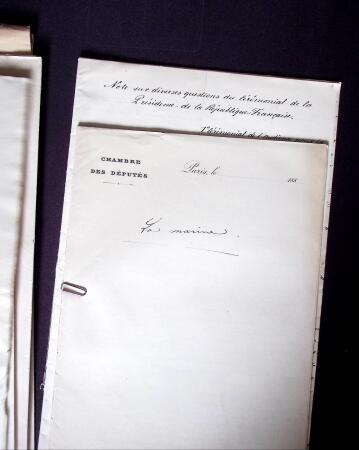 Note sur diverses questions du cérémonial de la
Présidence de la République Française.
CHAMBRE
DES DÉPUTÉS
Paris, le
188
La marine.